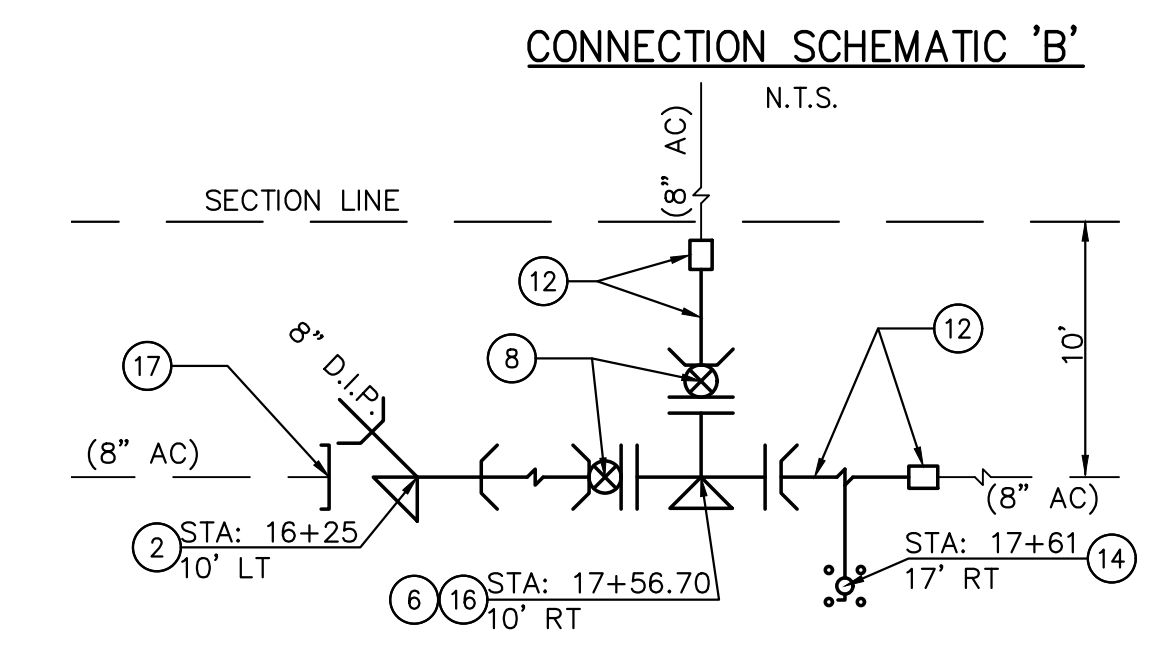 CONNECTION SCHEMATIC 'B'
N.T.S.
(8" AC)
SECTION LINE
12
12
10'
8
8" D.I.P.
17
(8" AC)
(8" AC)
2
STA: 16+25
10' LT
STA: 17+61
17' RT
14
6
16
STA: 17+56.70
10' RT